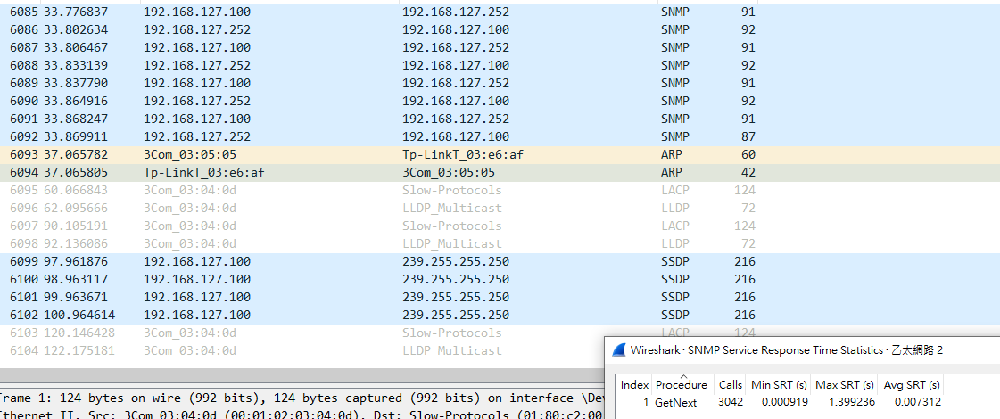 6085 33.776837 192.168.127.100 192.168.127.252 SNMP 91
6086 33.802634 192.168.127.252 192.168.127.100 SNMP 92
6087 33.806467 192.168.127.100 192.168.127.252 SNMP 91
6088 33.833139 192.168.127.252 192.168.127.100 SNMP 92
6089 33.837790 192.168.127.100 192.168.127.252 SNMP 91
6090 33.864916 192.168.127.252 192.168.127.100 SNMP 92
6091 33.868247 192.168.127.100 192.168.127.252 SNMP 91
6092 33.869911 192.168.127.252 192.168.127.100 SNMP 87
6093 37.065782 3Com_03:05:05 Tp-LinkT_03:e6:af ARP 60
6094 37.065805 Tp-LinkT_03:e6:af 3Com_03:05:05 ARP 42
6095 60.066843 3Com_03:04:0d Slow-Protocols LACP 124
6096 62.095666 3Com_03:04:0d LLDP_Multicast LLDP 72
6097 90.105191 3Com_03:04:0d Slow-Protocols LACP 124
6098 92.136086 3Com_03:04:0d LLDP_Multicast LLDP 72
6099 97.961876 192.168.127.100 239.255.255.250 SSDP 216
6100 98.963117 192.168.127.100 239.255.255.250 SSDP 216
6101 99.963671 192.168.127.100 239.255.255.250 SSDP 216
6102 100.964614 192.168.127.100 239.255.255.250 SSDP 216
6103 120.146428 3Com_03:04:0d Slow-Protocols LACP 124
6104 122.175181 3Com_03:04:0d LLDP_Multicast
Wireshark · SNMP Service Response Time Statistics · 乙太網路 2
Index Procedure Calls Min SRT (s) Max SRT (s) Avg SRT (s)
1 GetNext 3042 0.000919 1.399236 0.007312
Frame 1: 124 bytes on wire (992 bits), 124 bytes captured (992 bits) on interface \Dev
Ethernet II, Src: 3Com_03:04:0d (00:01:02:03:04:0d), Dst: Slow-Protocols (01:80:c2:00